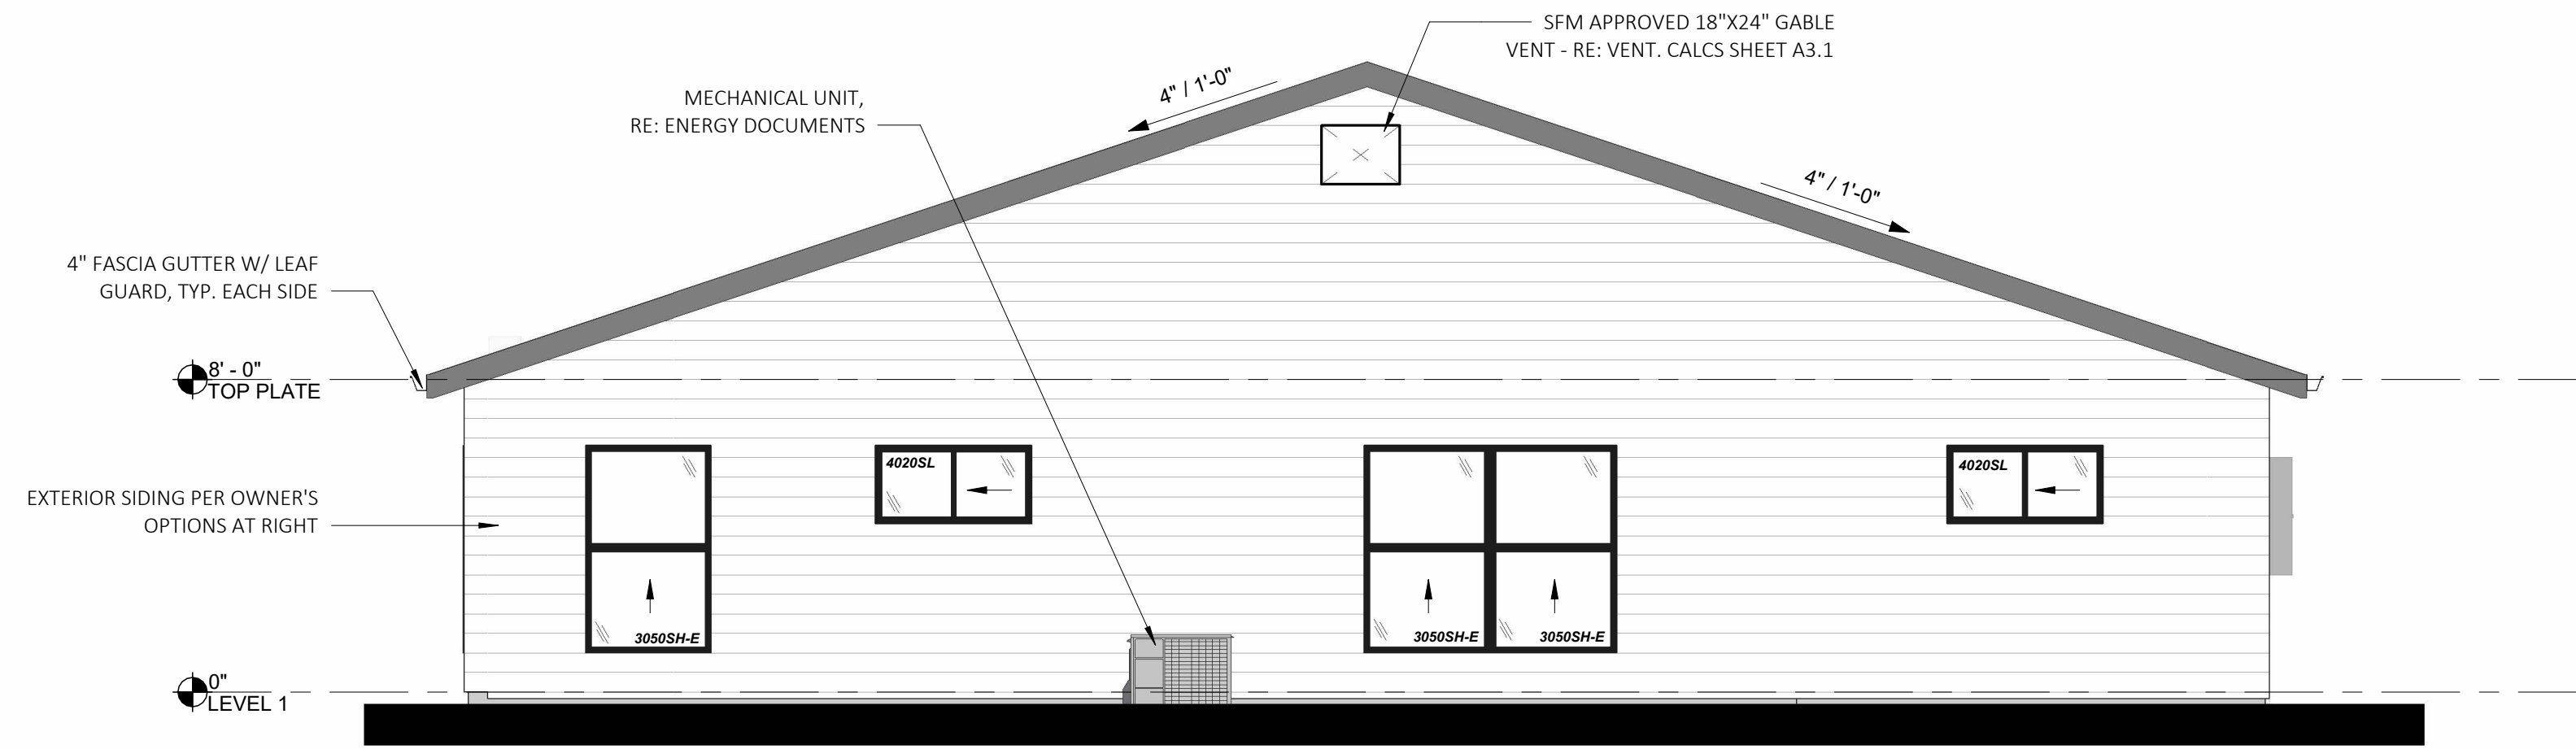 SFM APPROVED 18"X24" GABLE
VENT - RE: VENT. CALCS SHEET A3.1
4" / 1'-0"
MECHANICAL UNIT,
RE: ENERGY DOCUMENTS
4" / 1'-0"
4" FASCIA GUTTER W/ LEAF
GUARD, TYP. EACH SIDE
8' - 0"
TOP PLATE
4020SL
4020SL
EXTERIOR SIDING PER OWNER'S
OPTIONS AT RIGHT
3050SH-E
3050SH-E
3050SH-E
0"
LEVEL 1